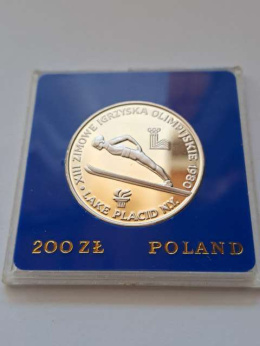 XIII ZIMOWE IGRZYSKA OLIMPIJSKIE 1980
LAKE PLACID N.Y.
200 ZŁ POLAND